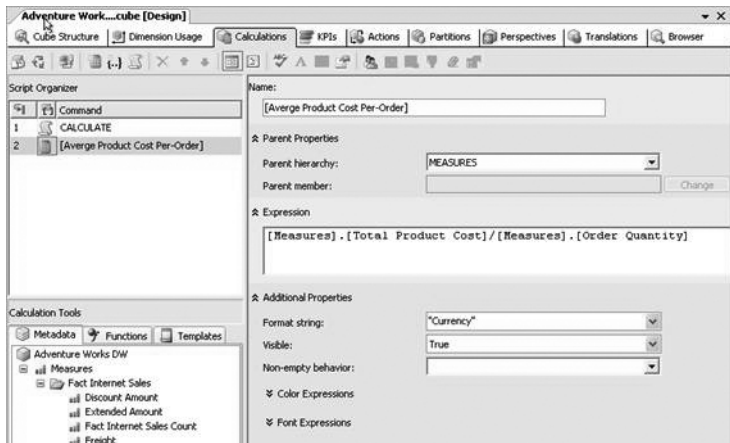 Adventure Work....cube [Design]
Cube Structure Dimension Usage Calculations KPIs Actions Partitions Perspectives Translations Browser
Script Organizer
Command
1 CALCULATE
2 [Averge Product Cost Per-Order]
Calculation Tools
Metadata Functions Templates
Adventure Works DW
Measures
Fact Internet Sales
Discount Amount
Extended Amount
Fact Internet Sales Count
Freight
Name:
[Averge Product Cost Per-Order]
Parent Properties
Parent hierarchy: MEASURES
Parent member: Change
Expression
[Measures].[Total Product Cost]/[Measures].[Order Quantity]
Additional Properties
Format string: "Currency"
Visible: True
Non-empty behavior:
Color Expressions
Font Expressions